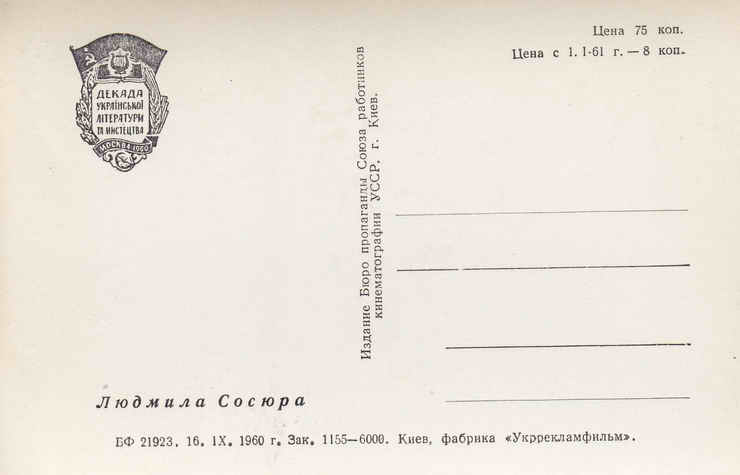 ДЕКАДА
УКРАЇНСЬКОЇ
ЛІТЕРАТУРИ
ТА МИСТЕЦТВА
МОСКВА 1960
Цена 75 коп.
Цена с 1.1-61 г. — 8 коп.
Издание Бюро пропаганды Союза работников
кинематографии УССР. г. Киев.
Людмила Сосюра
БФ 21923. 16. IX. 1960 г. Зак. 1155—6000. Киев, фабрика «Укррекламфильм».